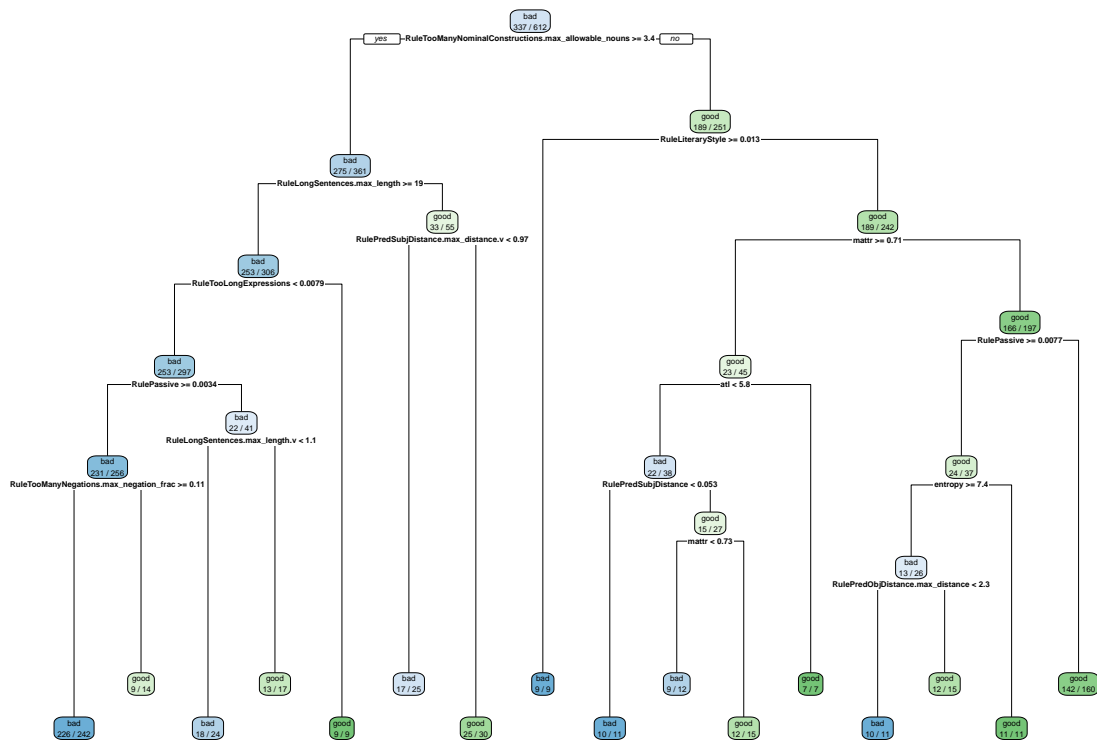 bad
337 / 612
yes RuleTooManyNominalConstructions.max_allowable_nouns >= 3.4 no
good
189 / 251
RuleLiteraryStyle >= 0.013
bad
275 / 361
RuleLongSentences.max_length >= 19
good
33 / 55
RulePredSubjDistance.max_distance.v < 0.97
good
189 / 242
mattr >= 0.71
bad
253 / 306
RuleTooLongExpressions < 0.0079
good
166 / 197
RulePassive >= 0.0077
bad
253 / 297
RulePassive >= 0.0034
good
23 / 45
atl < 5.8
bad
22 / 41
RuleLongSentences.max_length.v < 1.1
bad
231 / 256
RuleTooManyNegations.max_negation_frac >= 0.11
bad
22 / 38
RulePredSubjDistance < 0.053
good
24 / 37
entropy >= 7.4
good
15 / 27
mattr < 0.73
bad
13 / 26
RulePredObjDistance.max_distance < 2.3
good
9 / 14
good
13 / 17
bad
17 / 25
bad
9 / 9
bad
9 / 12
good
7 / 7
good
12 / 15
good
142 / 160
bad
226 / 242
bad
18 / 24
good
9 / 9
good
25 / 30
bad
10 / 11
good
12 / 15
bad
10 / 11
good
11 / 11